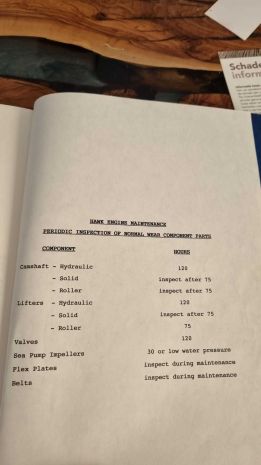 Schade
inform
HAWK ENGINE MAINTENANCE
PERIODIC INSPECTION OF NORMAL WEAR COMPONENT PARTS
COMPONENT HOURS
Camshaft - Hydraulic 120
- Solid inspect after 75
- Roller inspect after 75
Lifters - Hydraulic 120
- Solid inspect after 75
- Roller 75
Valves 120
Sea Pump Impellers 30 or low water pressure
Flex Plates inspect during maintenance
Belts inspect during maintenance